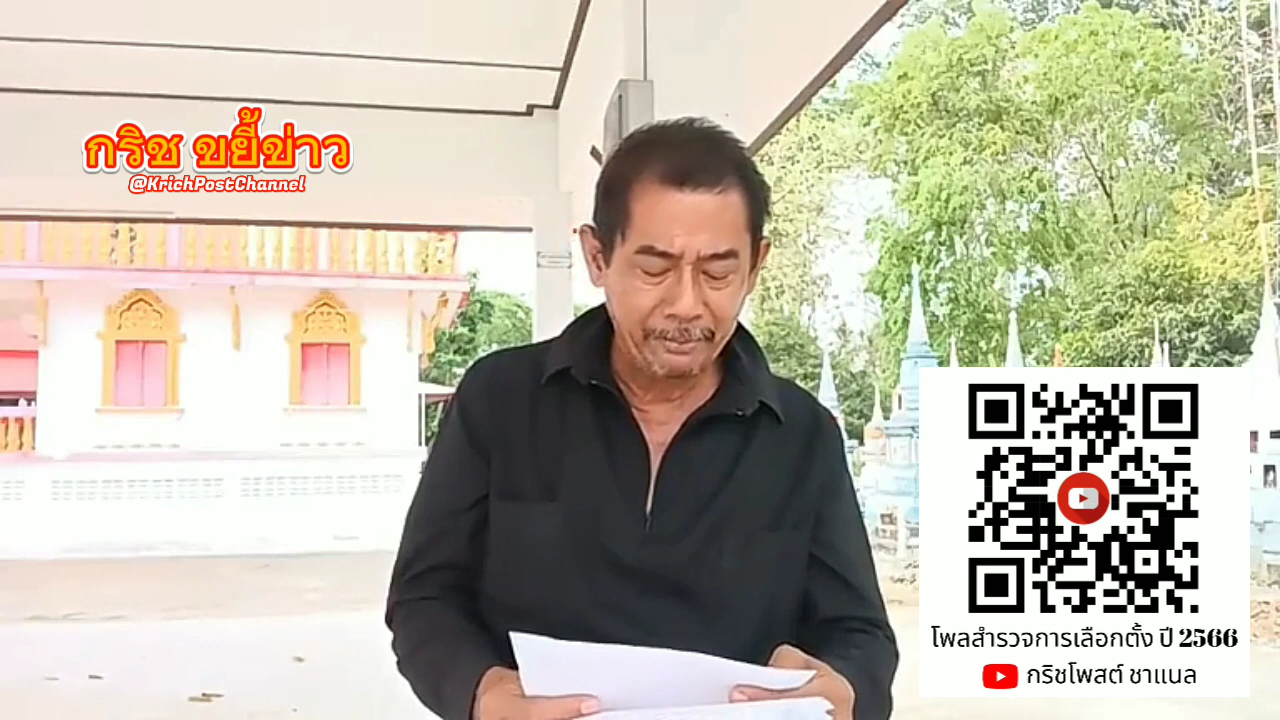 กริช ขยี้ข่าว
@KrichPostChannel
โพลสำรวจการเลือกตั้ง ปี 2566
กริชโพสต์ ชาแนล